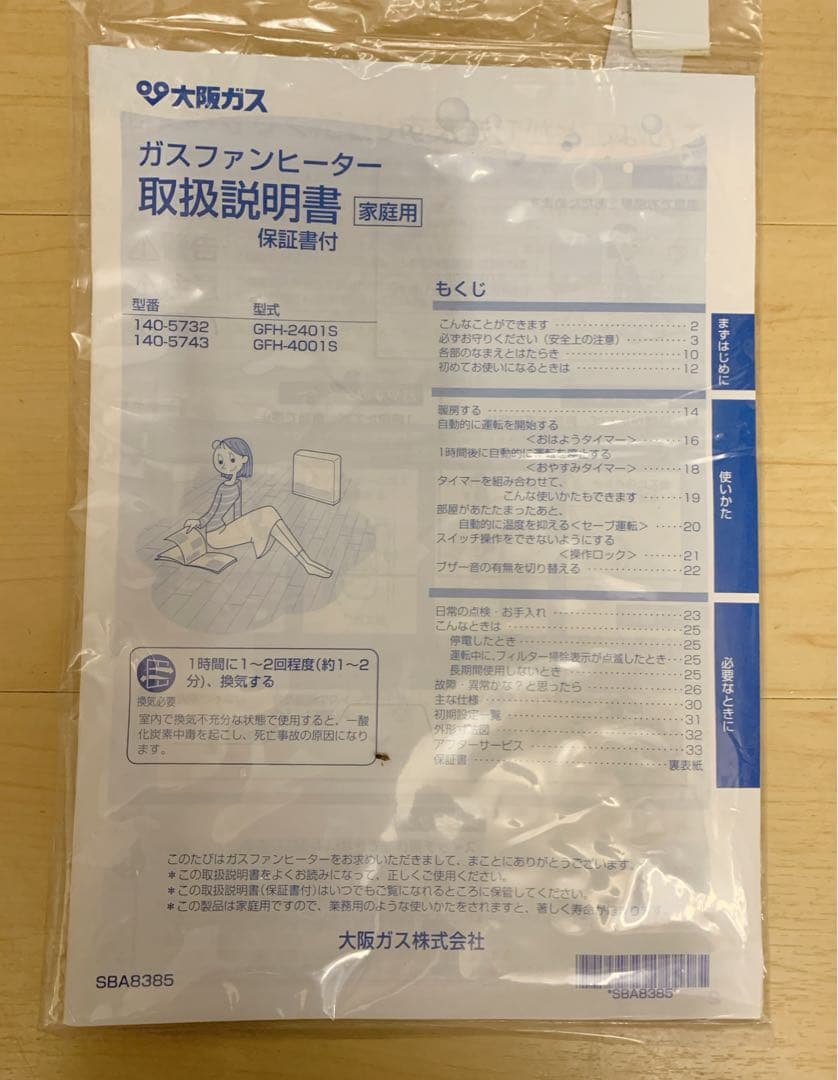 大阪ガス
ガスファンヒーター
取扱説明書 家庭用
保証書付
型番 型式
140-5732 GFH-2401S
140-5743 GFH-4001S
1時間に1〜2回程度(約1〜2
分)、換気する
換気必要
室内で換気不充分な状態で使用すると、一酸
化炭素中毒を起こし、死亡事故の原因になり
ます。
もくじ
こんなことができます 2
必ずお守りください（安全上の注意） 3
各部のなまえとはたらき 10
初めてお使いになるときは 12
まずはじめに
暖房する 14
自動的に運転を開始する
＜おはようタイマー＞ 16
1時間後に自動的に運転を停止する
＜おやすみタイマー＞ 18
タイマーを組み合わせて、
こんな使いかたもできます 19
部屋があたたまったあと、
自動的に温度を抑える＜セーブ運転＞ 20
スイッチ操作をできないようにする
＜操作ロック＞ 21
ブザー音の有無を切り替える 22
使いかた
日常の点検・お手入れ 23
こんなときは 25
停電したとき 25
運転中に、フィルター掃除表示が点滅したとき 25
長期間使用しないとき 25
故障・異常かな？と思ったら 26
主な仕様 30
初期設定一覧 31
外形寸法図 32
アフターサービス 33
保証書 裏表紙
必要なときに
このたびはガスファンヒーターをお求めいただきまして、まことにありがとうございます。
＊この取扱説明書をよくお読みになって、正しくご使用ください。
＊この取扱説明書(保証書付)はいつでもご覧になれるところに保管してください。
＊この製品は家庭用ですので、業務用のような使いかたをされますと、著しく寿命が
大阪ガス株式会社
SBA8385
*SBA8385*